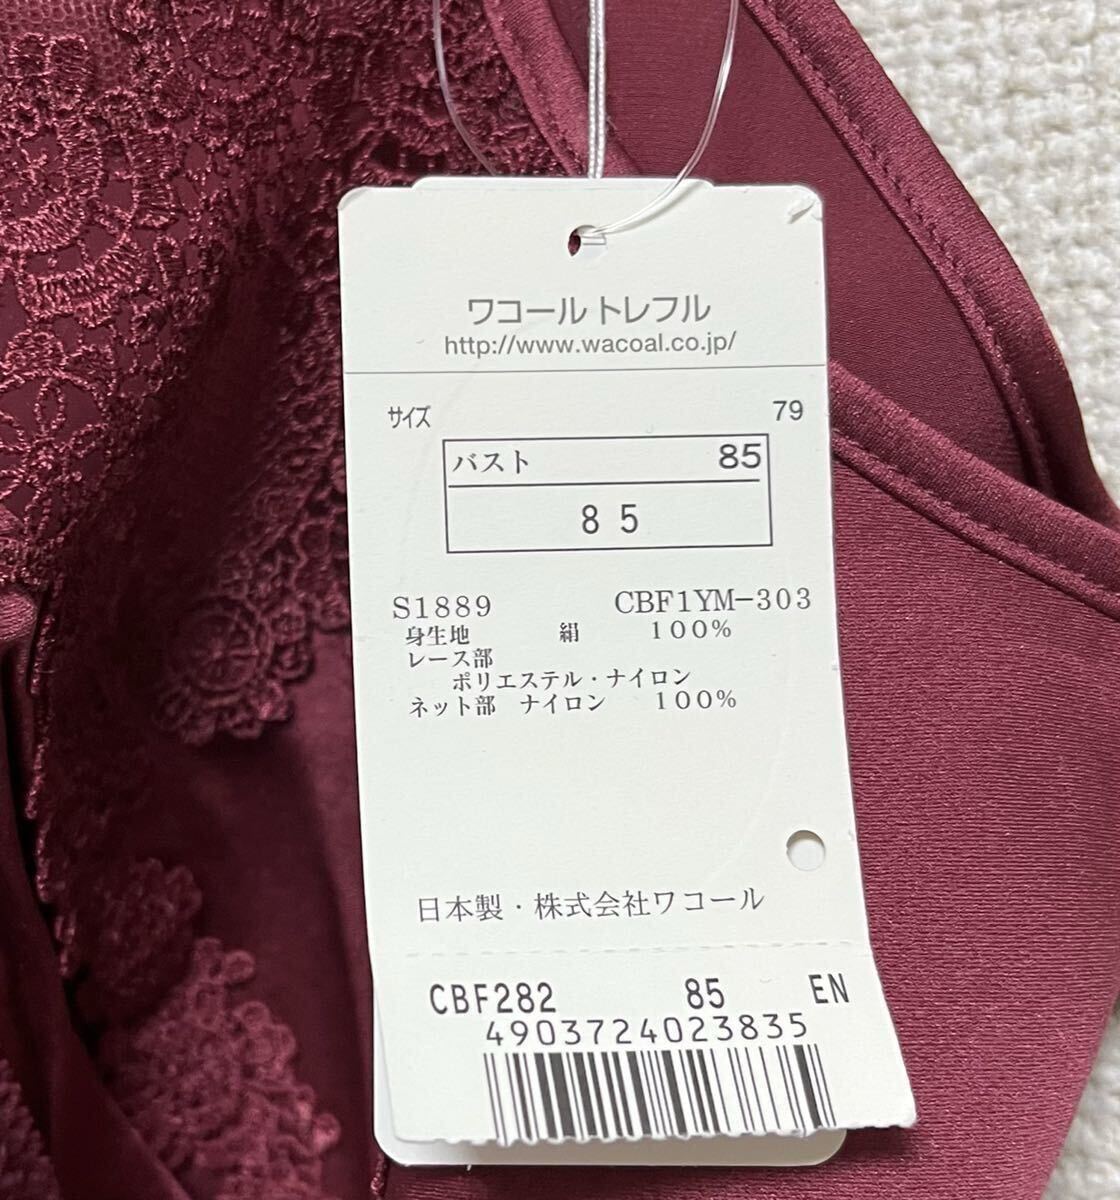 ワコール トレフル
http://www.wacoal.co.jp/
サイズ 79
バスト 85
85
S1889 CBF1YM-303
身生地 絹 100%
レース部
ポリエステル・ナイロン
ネット部 ナイロン 100%
日本製・株式会社ワコール
CBF282 85 EN
4903724023835